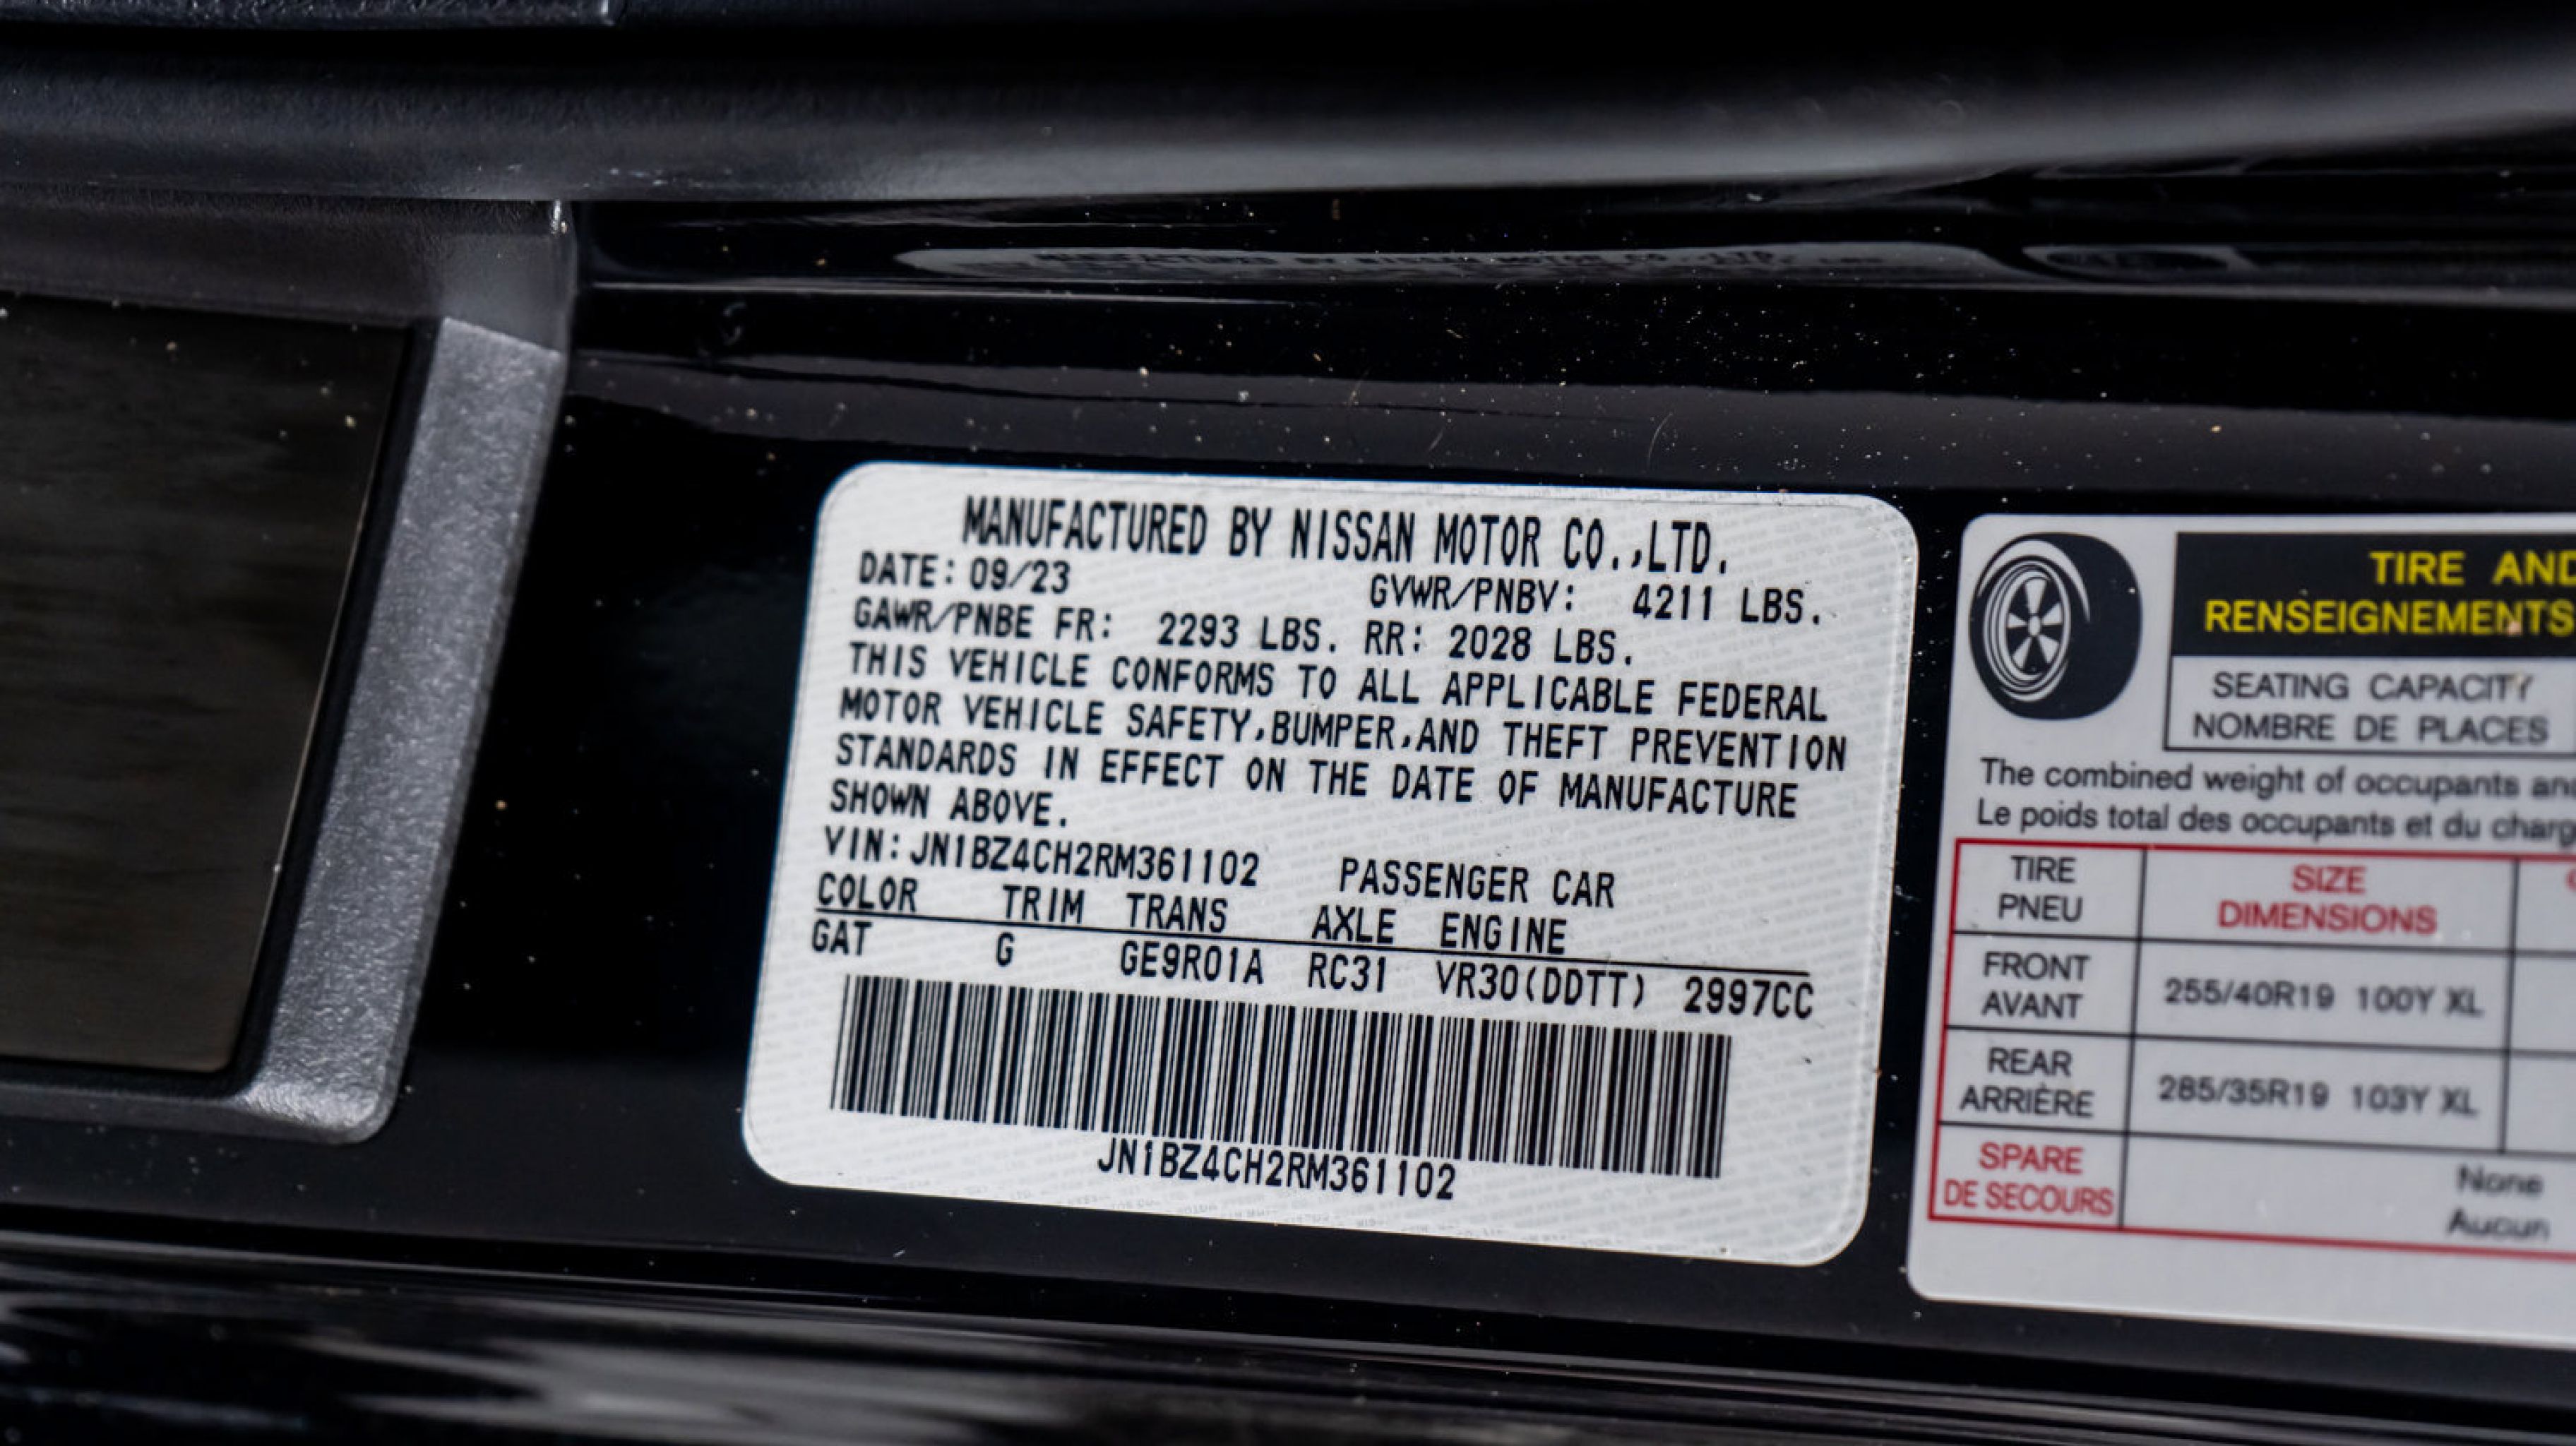 MANUFACTURED BY NISSAN MOTOR CO.,LTD.
DATE: 09/23 GVWR/PNBV: 4211 LBS.
GAWR/PNBE FR: 2293 LBS. RR: 2028 LBS.
THIS VEHICLE CONFORMS TO ALL APPLICABLE FEDERAL
MOTOR VEHICLE SAFETY,BUMPER,AND THEFT PREVENTION
STANDARDS IN EFFECT ON THE DATE OF MANUFACTURE
SHOWN ABOVE.
VIN: JN1BZ4CH2RM361102 PASSENGER CAR
COLOR TRIM TRANS AXLE ENGINE
GAT G GE9R01A RC31 VR30(DDTT) 2997CC
JN1BZ4CH2RM361102
TIRE AND
RENSEIGNEMENTS
SEATING CAPACITY
NOMBRE DE PLACES
The combined weight of occupants and
Le poids total des occupants et du charg
TIRE
PNEU
SIZE
DIMENSIONS
FRONT
AVANT
255/40R19 100Y XL
REAR
ARRIÈRE
285/35R19 103Y XL
SPARE
DE SECOURS
None
Aucun